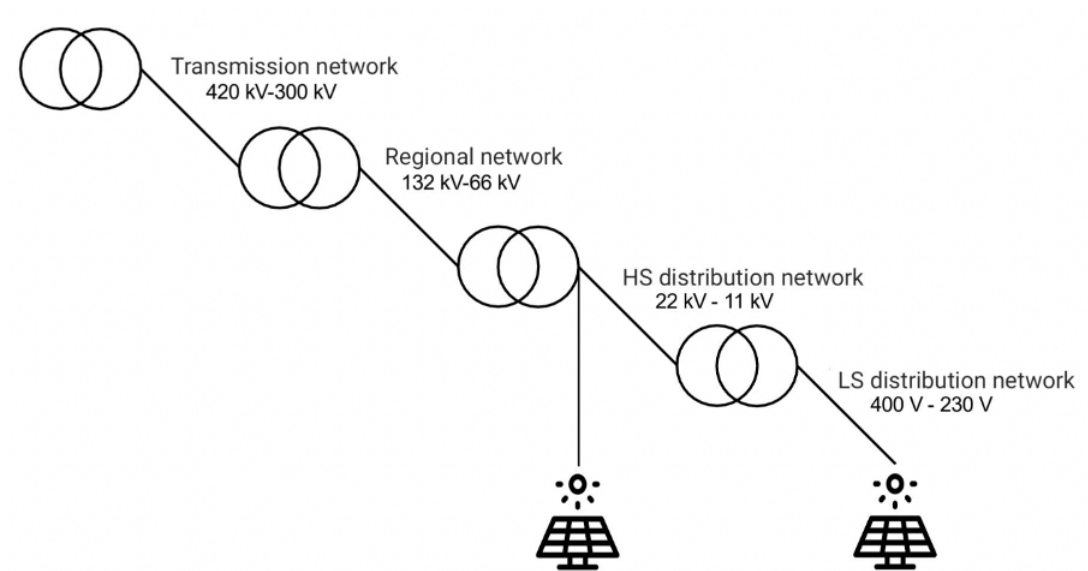 Transmission network
420 kV-300 kV
Regional network
132 kV-66 kV
HS distribution network
22 kV - 11 kV
LS distribution network
400 V - 230 V